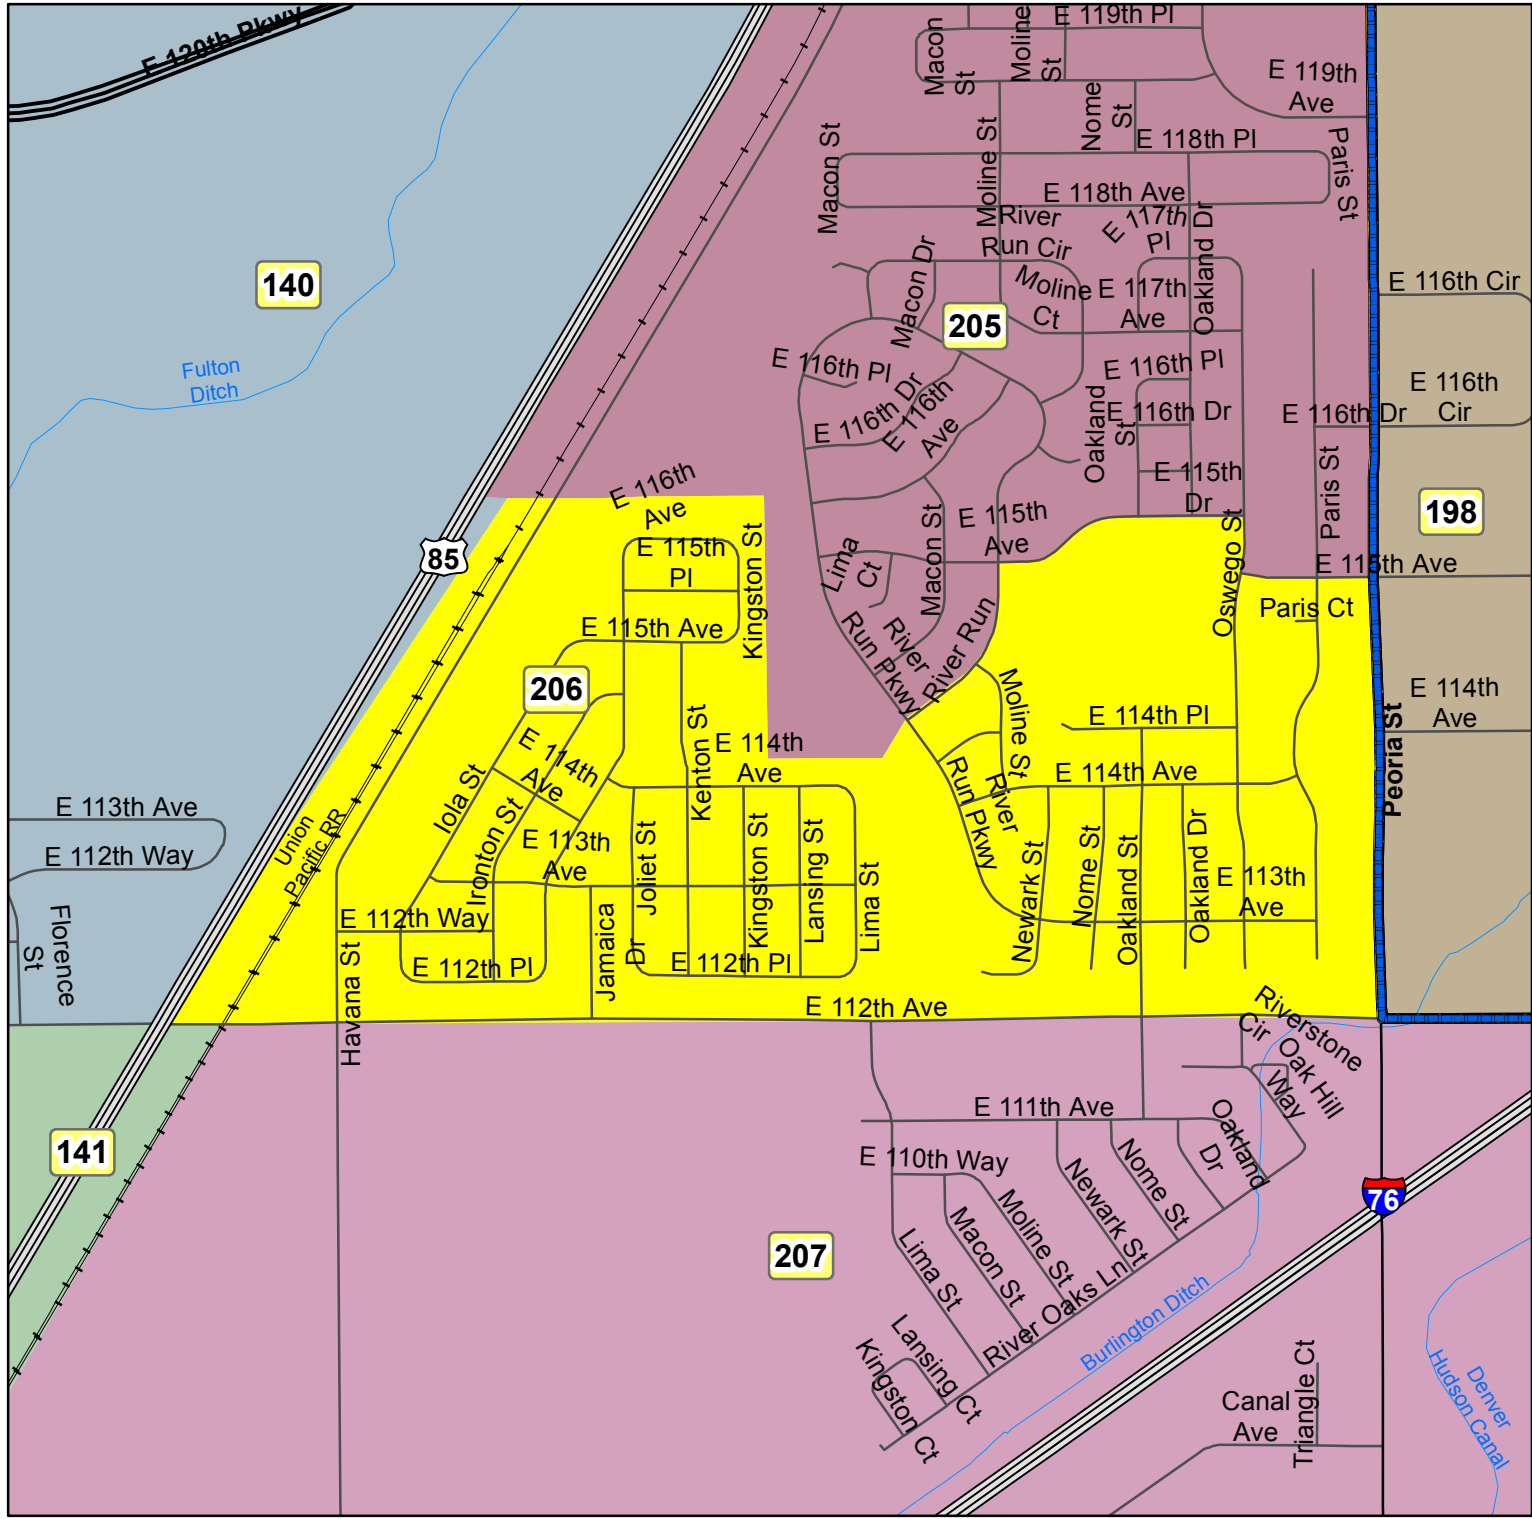 E 120th Pkwy
E 119th Pl
Macon
St
Moline
St
E 119th
Ave
Nome
St
Macon St
Moline St
E 118th Pl
Paris St
E 118th Ave
River
Run Cir
E 117th
Pl
Oakland Dr
140
Macon Dr
Moline
Ct
E 117th
Ave
E 116th Cir
205
Fulton
Ditch
E 116th Pl
E 116th Pl
E 116th Dr
E 116th
Ave
Oakland
St
E 116th Dr
E 116th Dr
E 116th
Cir
E 115th
Dr
Paris St
198
E 116th
Ave
85
E 115th
Pl
Kingston St
Lima
Ct
Macon St
E 115th
Ave
Oswego St
E 115th Ave
Paris Ct
E 115th Ave
River
Run Pkwy
River Run
206
Moline St
E 114th Pl
E 114th
Ave
Peoria St
Kenton St
E 114th
Ave
E 114th
Ave
E 114th Ave
River
Run Pkwy
Iola St
Ironton St
E 113th
Ave
Joliet St
Kingston St
Lansing St
Lima St
Newark St
Nome St
Oakland St
Oakland Dr
E 113th
Ave
E 113th Ave
E 112th Way
Union
Pacific RR
Florence
St
E 112th Way
Havana St
E 112th Pl
Jamaica
Dr
E 112th Pl
E 112th Ave
Riverstone
Cir
Oak Hill
Way
141
E 111th Ave
Oakland
Dr
E 110th Way
Nome St
Newark St
Moline St
Macon St
Lima St
76
207
River Oaks Ln
Burlington Ditch
Lansing Ct
Kingston Ct
Canal
Ave
Triangle Ct
Denver
Hudson Canal